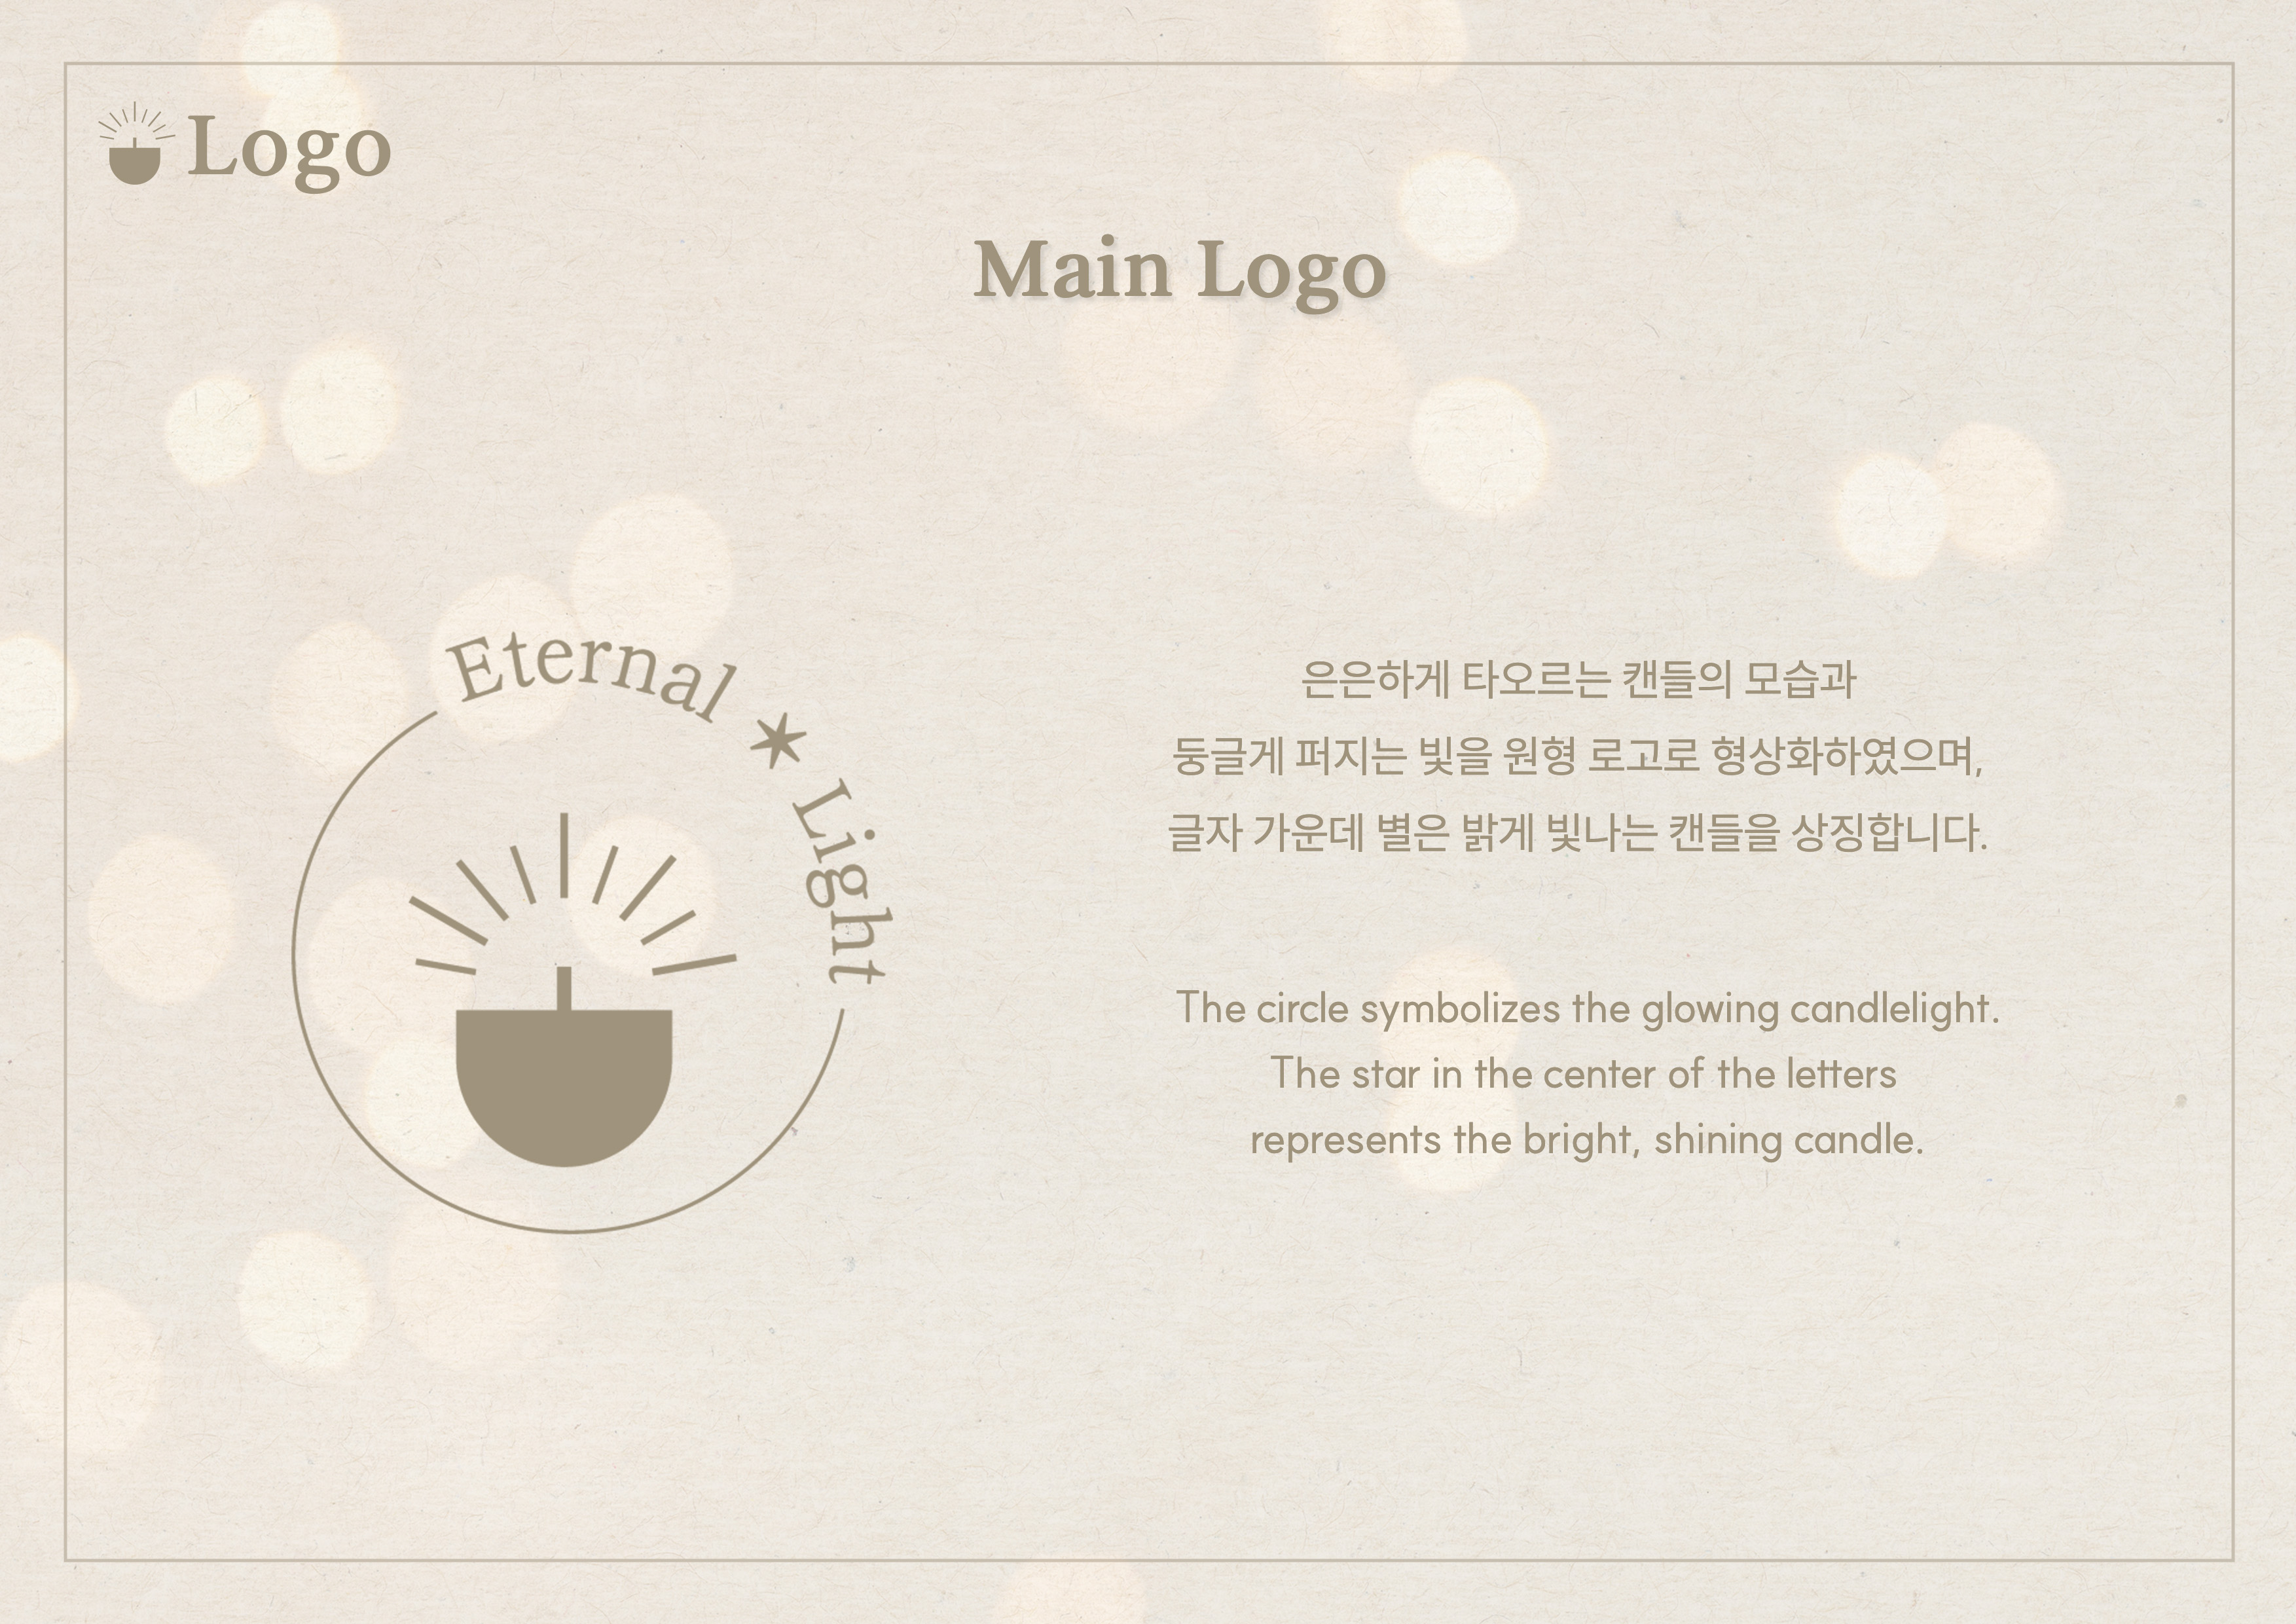 Logo
Main Logo
Eternal ✶ Light
은은하게 타오르는 캔들의 모습과
둥글게 퍼지는 빛을 원형 로고로 형상화하였으며,
글자 가운데 별은 밝게 빛나는 캔들을 상징합니다.
The circle symbolizes the glowing candlelight.
The star in the center of the letters
represents the bright, shining candle.